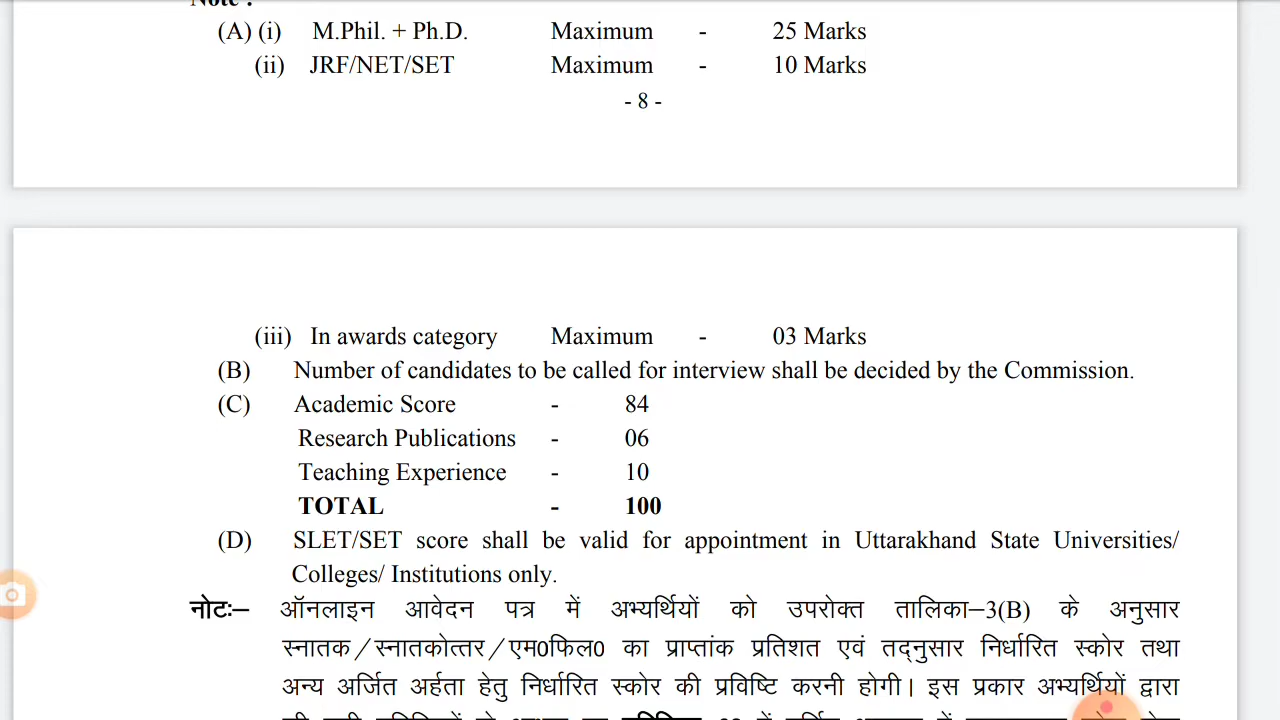 Note :
(A) (i) M.Phil. + Ph.D. Maximum - 25 Marks
(ii) JRF/NET/SET Maximum - 10 Marks
- 8 -
(iii) In awards category Maximum - 03 Marks
(B) Number of candidates to be called for interview shall be decided by the Commission.
(C) Academic Score - 84
Research Publications - 06
Teaching Experience - 10
TOTAL - 100
(D) SLET/SET score shall be valid for appointment in Uttarakhand State Universities/
Colleges/ Institutions only.
नोटः– ऑनलाइन आवेदन पत्र में अभ्यर्थियों को उपरोक्त तालिका–3(B) के अनुसार
स्नातक/स्नातकोत्तर/एम0फिल0 का प्राप्तांक प्रतिशत एवं तद्नुसार निर्धारित स्कोर तथा
अन्य अर्जित अर्हता हेतु निर्धारित स्कोर की प्रविष्टि करनी होगी। इस प्रकार अभ्यर्थियों द्वारा